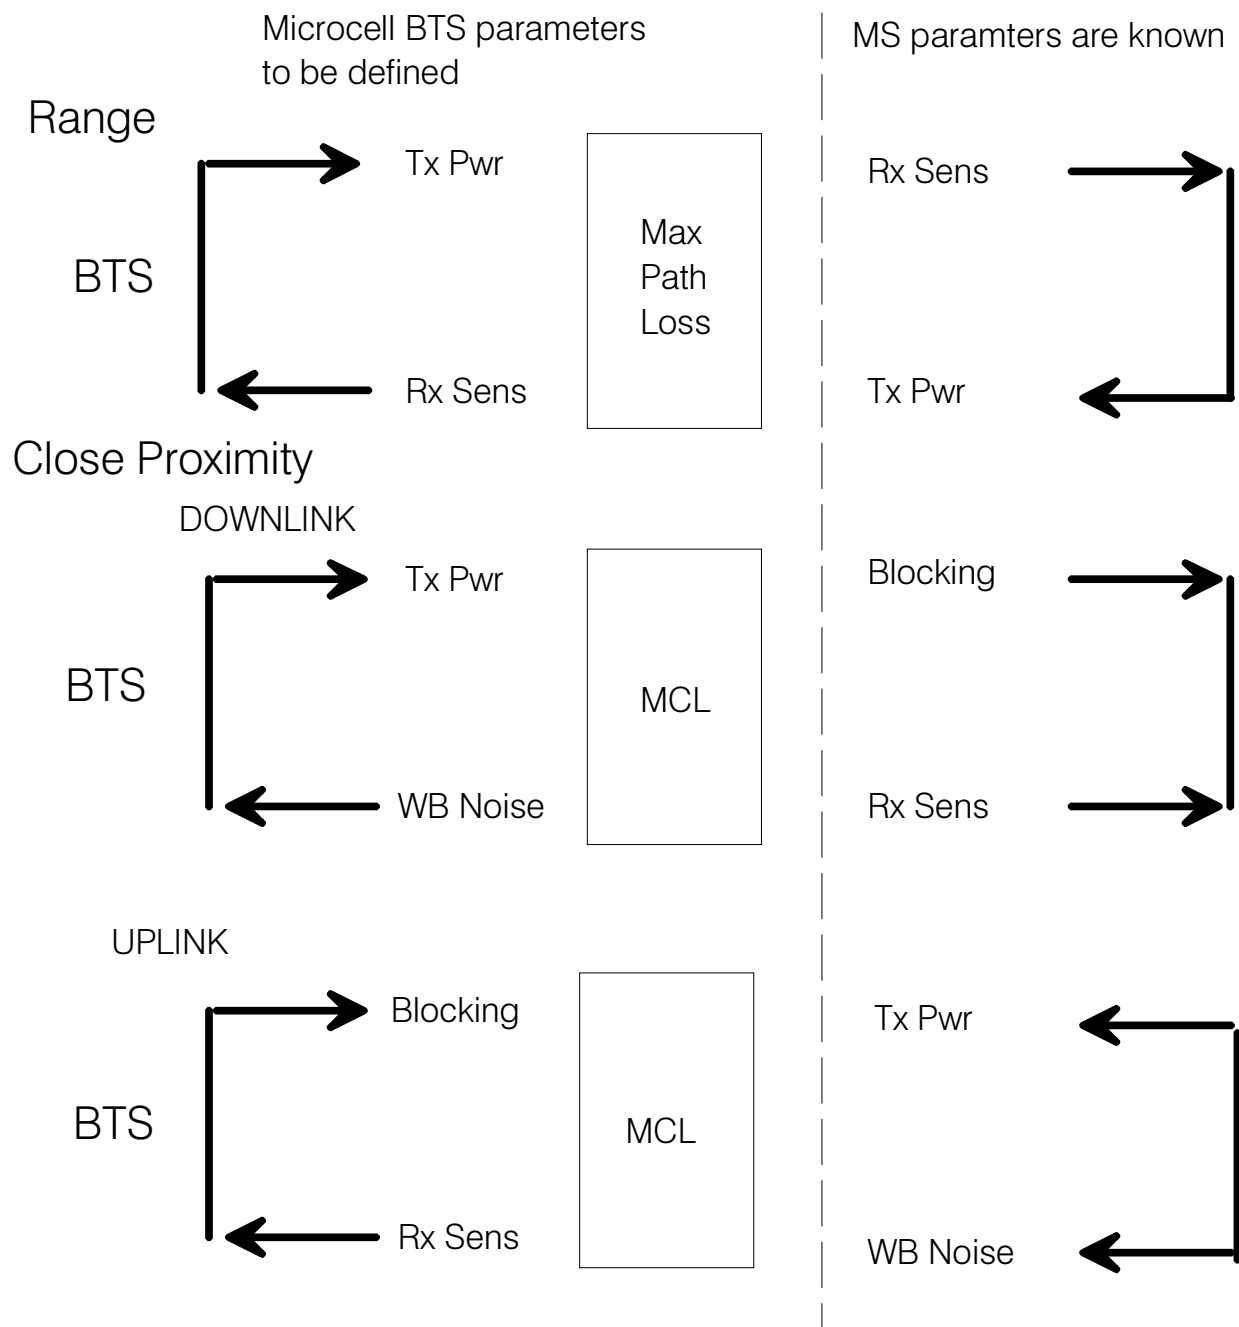 Microcell BTS parameters
to be defined
MS paramters are known
Range
Tx Pwr
Rx Sens
Max
Path
Loss
BTS
Rx Sens
Tx Pwr
Close Proximity
DOWNLINK
Tx Pwr
Blocking
BTS
MCL
WB Noise
Rx Sens
UPLINK
Blocking
Tx Pwr
BTS
MCL
Rx Sens
WB Noise